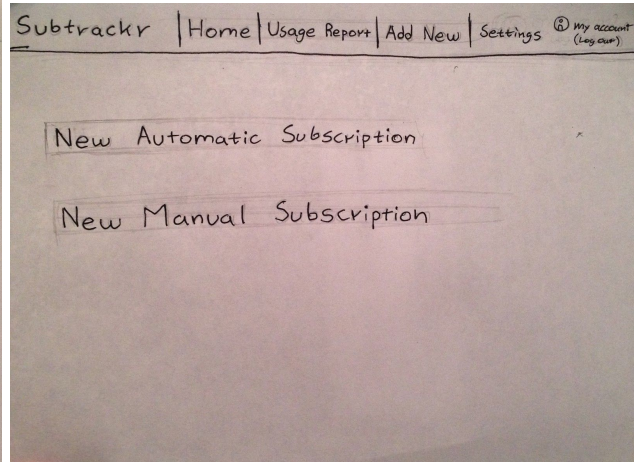 Subtrackr | Home | Usage Report | Add New | Settings my account
(Log out)
New Automatic Subscription
New Manual Subscription